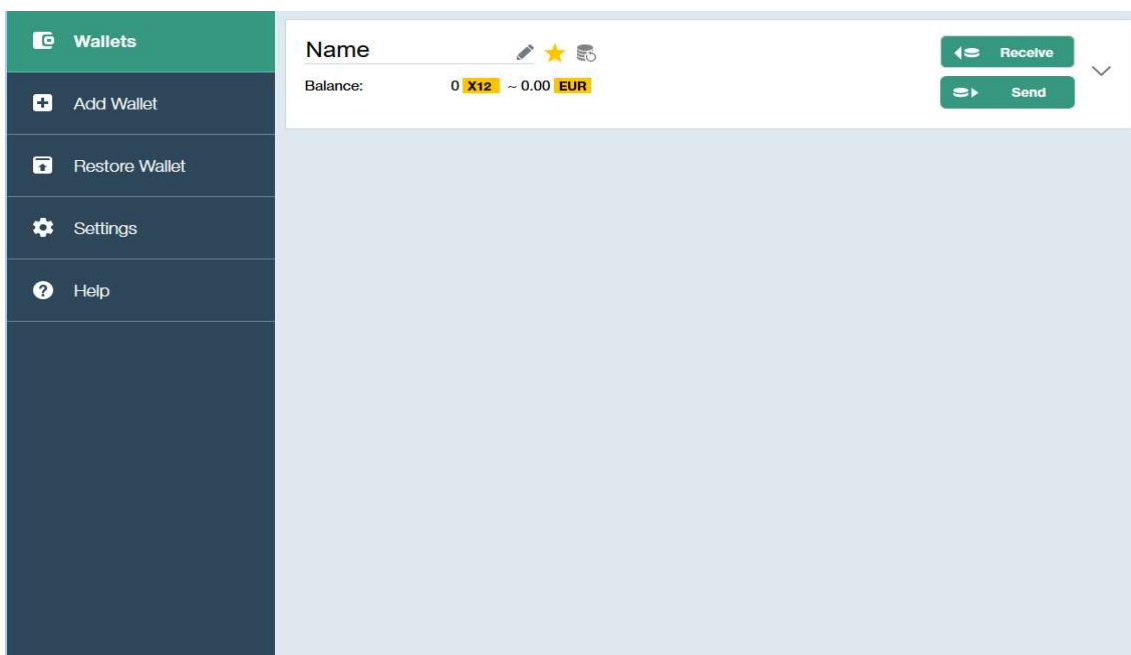 Wallets
Add Wallet
Restore Wallet
Settings
Help
Name
Balance: 0 X12 ~ 0.00 EUR
Receive
Send